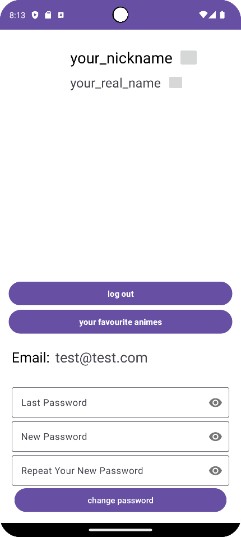 8:13
your_nickname
your_real_name
log out
your favourite animes
Email: test@test.com
Last Password
New Password
Repeat Your New Password
change password